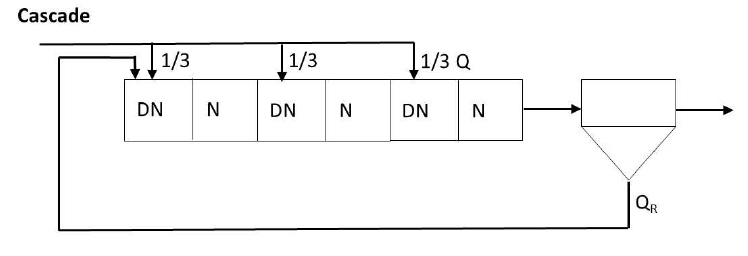 Cascade
1/3
1/3
1/3 Q
DN N DN N DN N
QR